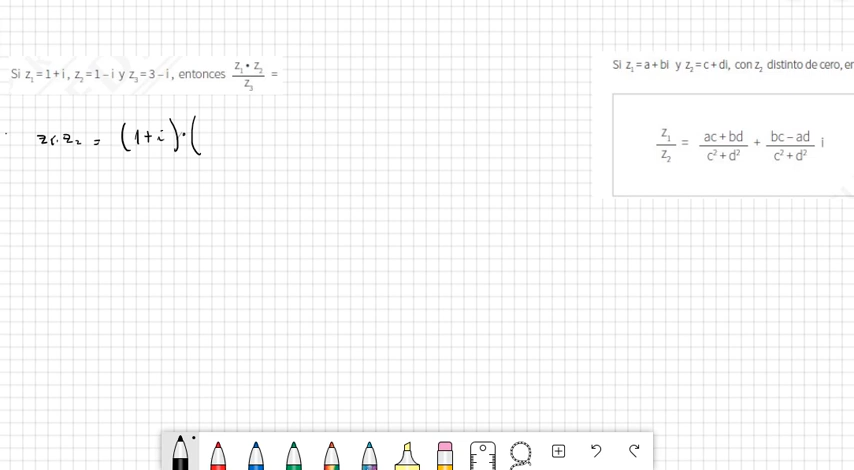 Si z₁ = 1 + i, z₂ = 1 – i y z₃ = 3 – i, entonces z₁ • z₂ / z₃ =
z₁ . z₂ = (1 + i) · (
Si z₁ = a + bi y z₂ = c + di, con z₂ distinto de cero, er
z₁ / z₂ = ac + bd / c² + d² + bc – ad / c² + d² i